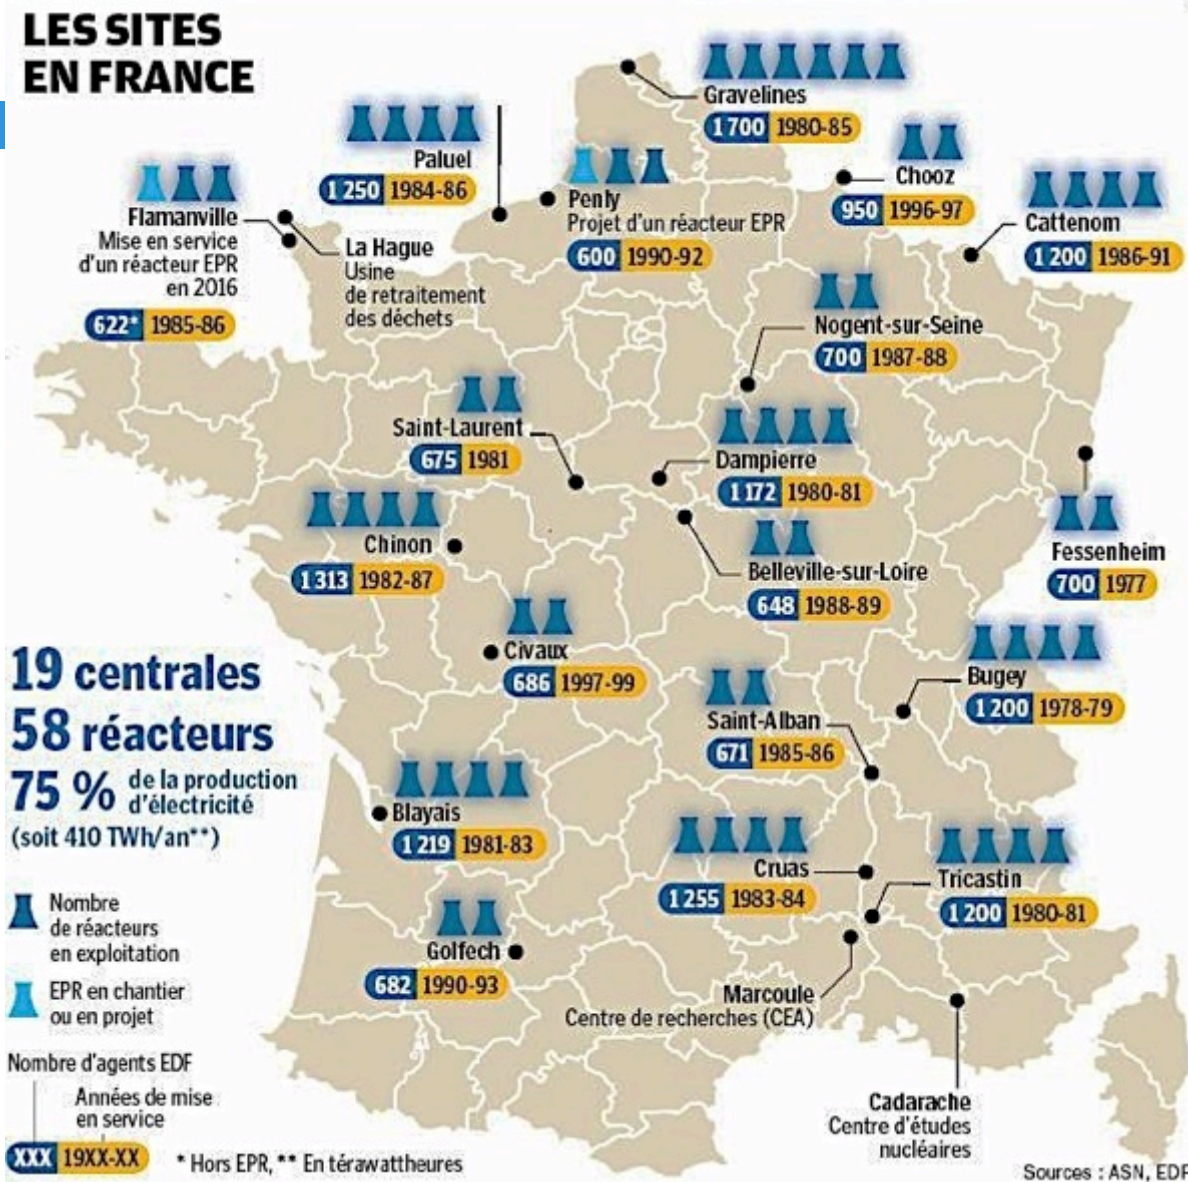 LES SITES
EN FRANCE
Gravelines
1 700 1980-85
Paluel
1 250 1984-86
Chooz
950 1996-97
Penly
Projet d'un réacteur EPR
600 1990-92
Cattenom
1 200 1986-91
Flamanville
Mise en service
d'un réacteur EPR
en 2016
622* 1985-86
La Hague
Usine
de retraitement
des déchets
Nogent-sur-Seine
700 1987-88
Saint-Laurent
675 1981
Dampierre
1 172 1980-81
Chinon
1 313 1982-87
Belleville-sur-Loire
648 1988-89
Fessenheim
700 1977
Civaux
686 1997-99
Bugey
1 200 1978-79
Saint-Alban
671 1985-86
19 centrales
58 réacteurs
75 % de la production
d'électricité
(soit 410 TWh/an**)
Blayais
1 219 1981-83
Cruas
1 255 1983-84
Tricastin
1 200 1980-81
Golfech
682 1990-93
Marcoule
Centre de recherches (CEA)
Cadarache
Centre d'études
nucléaires
Nombre
de réacteurs
en exploitation
EPR en chantier
ou en projet
Nombre d'agents EDF
Années de mise
en service
XXX 19XX-XX
* Hors EPR, ** En térawattheures
Sources : ASN, EDF